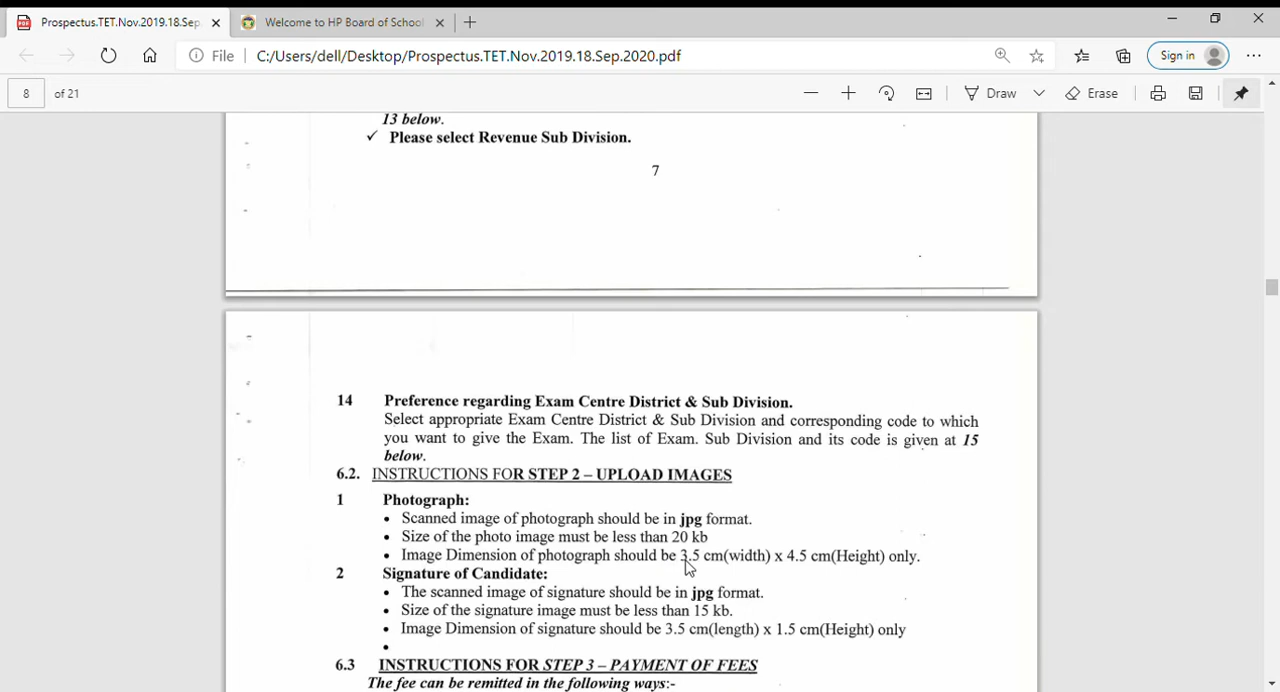 Prospectus.TET.Nov.2019.18.Sep.
Welcome to HP Board of School
File
C:/Users/dell/Desktop/Prospectus.TET.Nov.2019.18.Sep.2020.pdf
Sign in
8 of 21
Draw
Erase
13 below.
✓ Please select Revenue Sub Division.
7
14 Preference regarding Exam Centre District & Sub Division.
Select appropriate Exam Centre District & Sub Division and corresponding code to which
you want to give the Exam. The list of Exam. Sub Division and its code is given at 15
below.
6.2. INSTRUCTIONS FOR STEP 2 – UPLOAD IMAGES
1 Photograph:
• Scanned image of photograph should be in jpg format.
• Size of the photo image must be less than 20 kb
• Image Dimension of photograph should be 3.5 cm(width) x 4.5 cm(Height) only.
2 Signature of Candidate:
• The scanned image of signature should be in jpg format.
• Size of the signature image must be less than 15 kb.
• Image Dimension of signature should be 3.5 cm(length) x 1.5 cm(Height) only
•
6.3 INSTRUCTIONS FOR STEP 3 – PAYMENT OF FEES
The fee can be remitted in the following ways:-